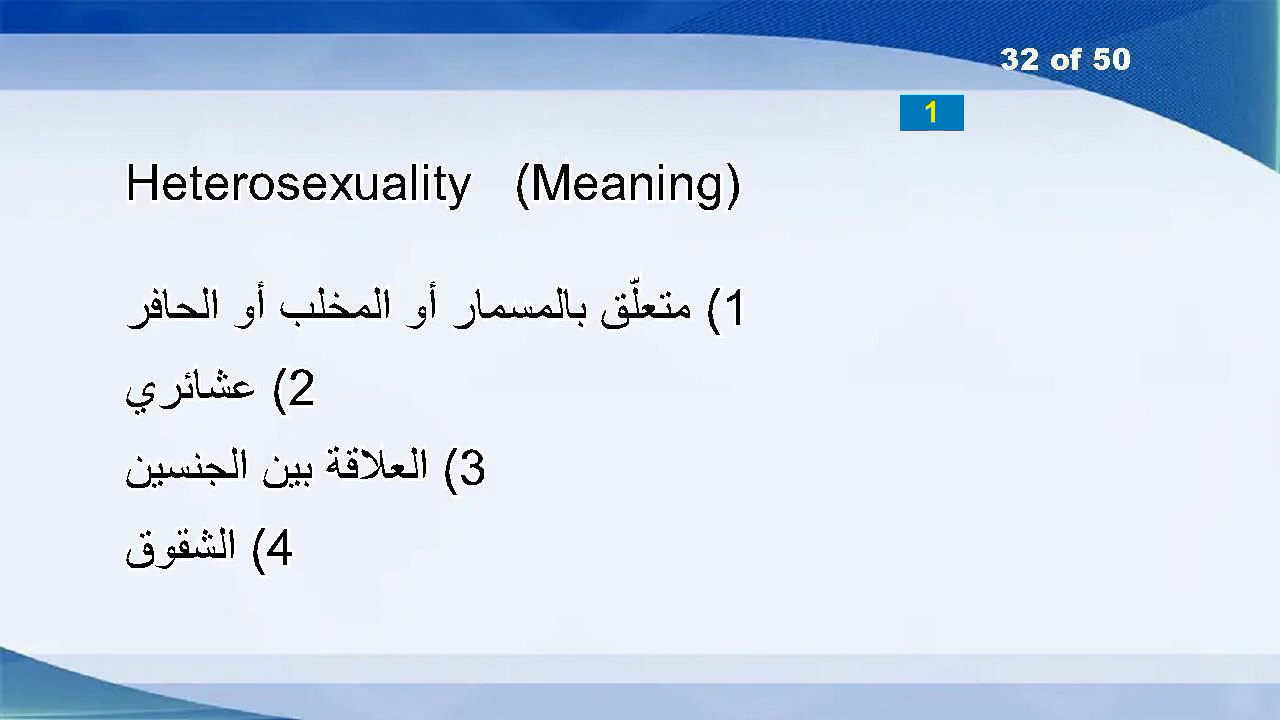 32 of 50
1
Heterosexuality (Meaning)
1) متعلّق بالمسمار أو المخلب أو الحافر
2) عشائري
3) العلاقة بين الجنسين
4) الشقوق